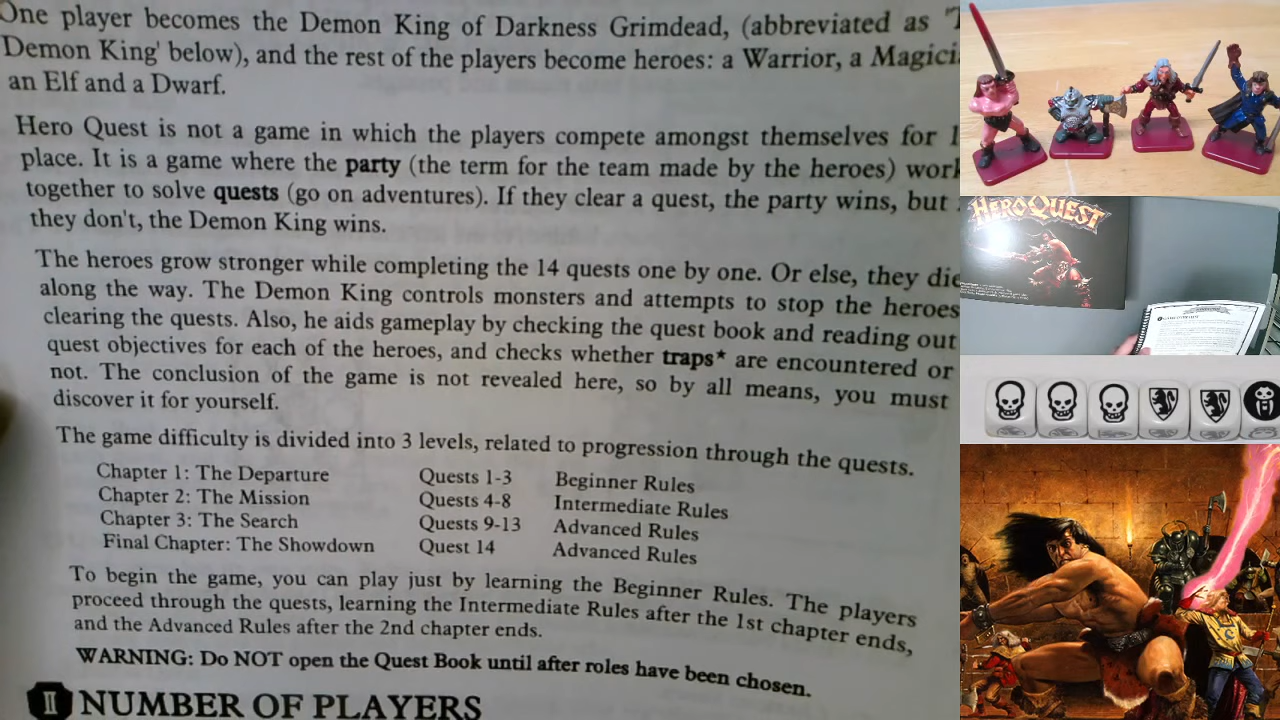 One player becomes the Demon King of Darkness Grimdead, (abbreviated as
Demon King' below), and the rest of the players become heroes: a Warrior, a
an Elf and a Dwarf.
Hero Quest is not a game in which the players compete amongst themselves for
place. It is a game where the party (the term for the team made by the heroes) work
together to solve quests (go on adventures). If they clear a quest, the party wins, but
they don't, the Demon King wins.
The heroes grow stronger while completing the 14 quests one by one. Or else, they die
along the way. The Demon King controls monsters and attempts to stop the heroes
clearing the quests. Also, he aids gameplay by checking the quest book and reading out
quest objectives for each of the heroes, and checks whether traps* are encountered or
not. The conclusion of the game is not revealed here, so by all means, you must
discover it for yourself.
The game difficulty is divided into 3 levels, related to progression through the quests.
Chapter 1: The Departure Quests 1-3 Beginner Rules
Chapter 2: The Mission Quests 4-8 Intermediate Rules
Chapter 3: The Search Quests 9-13 Advanced Rules
Final Chapter: The Showdown Quest 14 Advanced Rules
To begin the game, you can play just by learning the Beginner Rules. The players
proceed through the quests, learning the Intermediate Rules after the 1st chapter ends,
and the Advanced Rules after the 2nd chapter ends.
WARNING: Do NOT open the Quest Book until after roles have been chosen.
II NUMBER OF PLAYERS
HEROQUEST